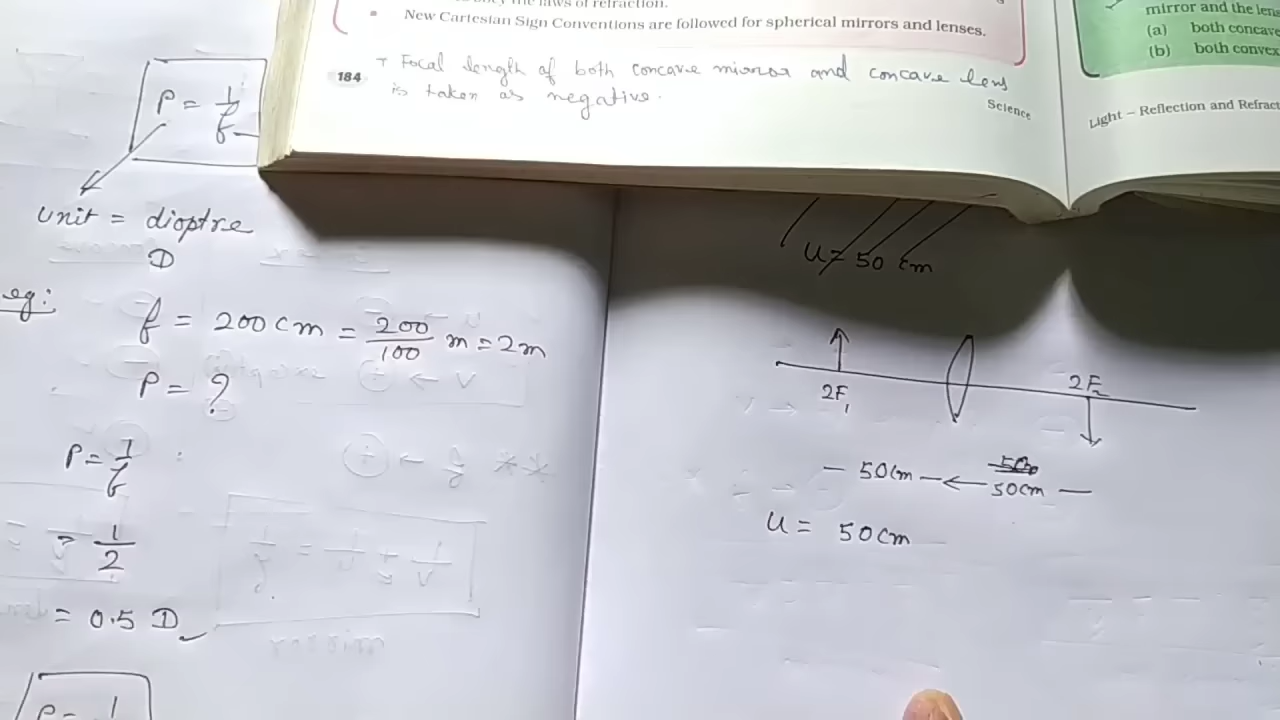 • New Cartesian Sign Conventions are followed for spherical mirrors and lenses.
184
→ Focal length of both concave mirror and concave lens
is taken as negative.
Science
mirror and the lens
(a) both concave
(b) both convex
Light – Reflection and Refract
P = 1/f
unit = dioptre
D
eg:
f = 200 cm = 200/100 m = 2m
P = ?
P = 1/f
= 1/2
= 0.5 D
P = 1
U = 50 cm
2F₁
2F₂
50cm
50cm
U = 50cm